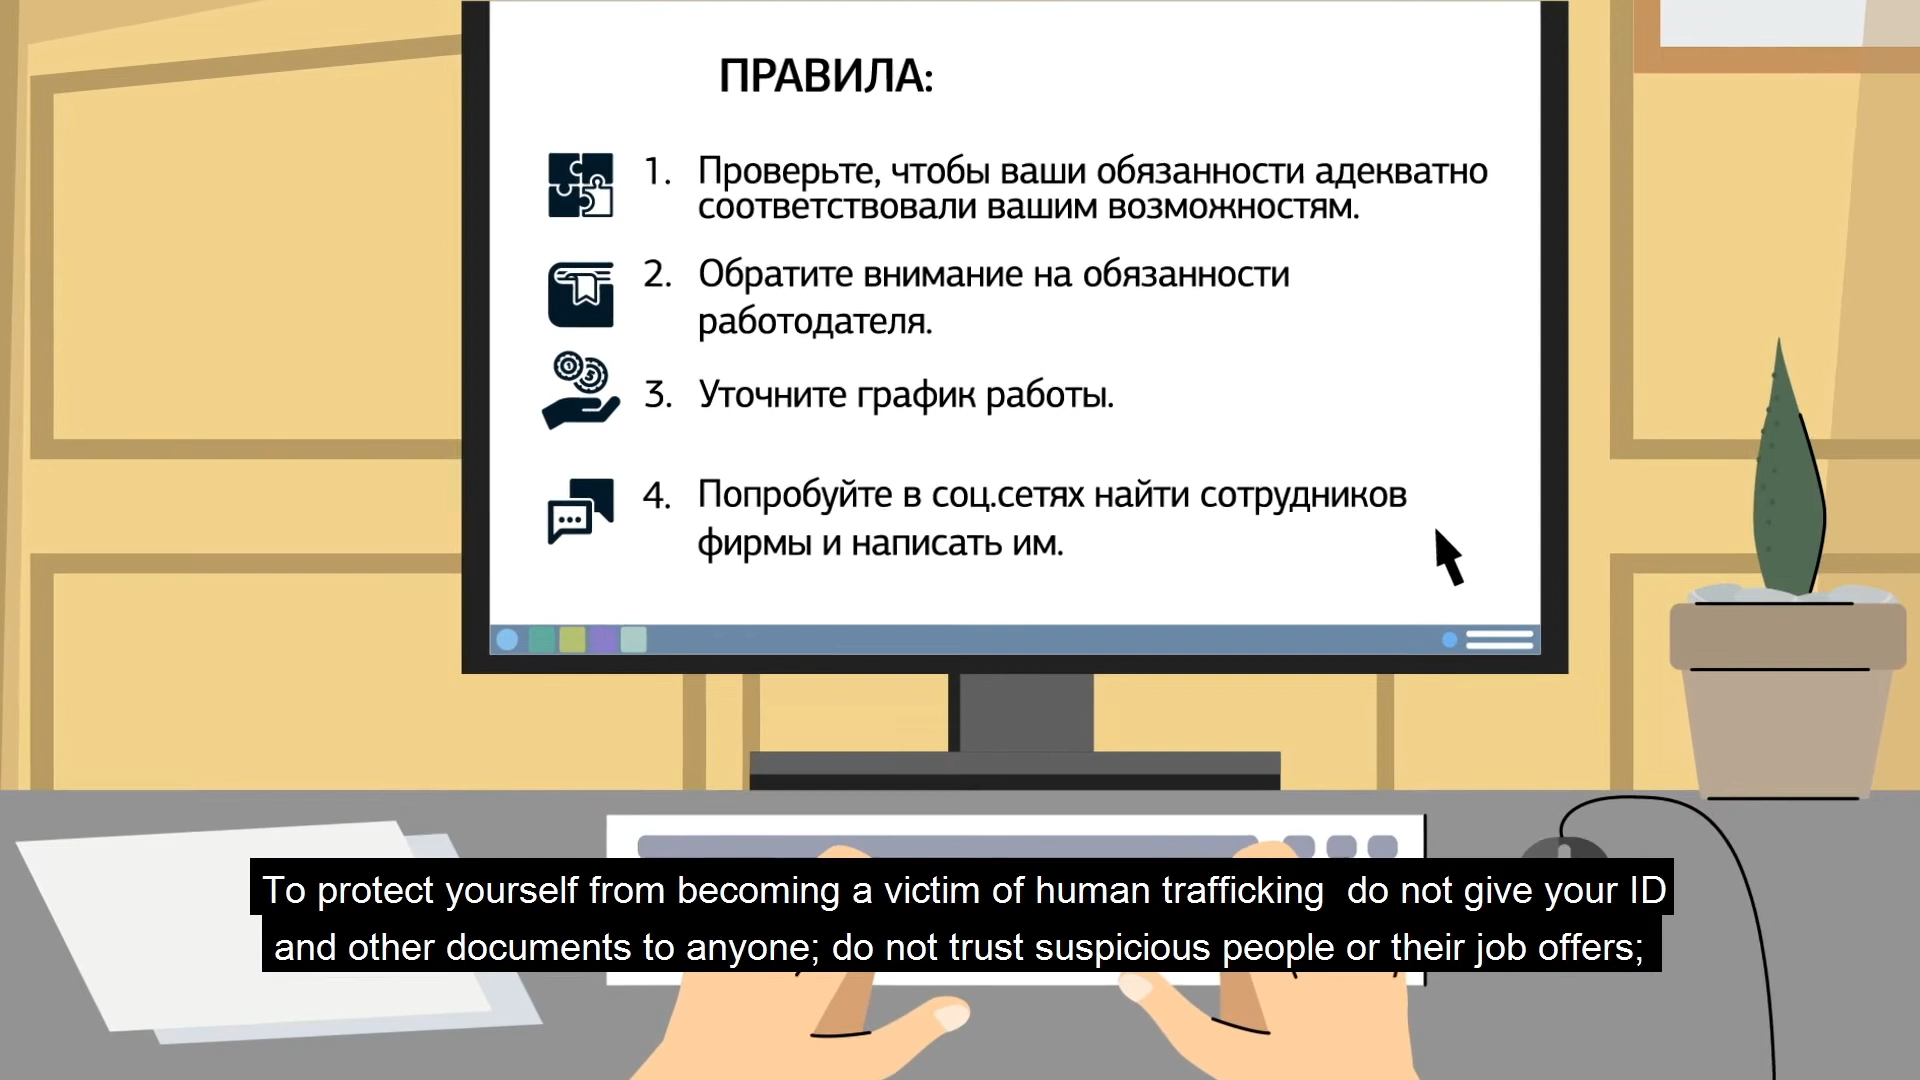 ПРАВИЛА:
1. Проверьте, чтобы ваши обязанности адекватно
соответствовали вашим возможностям.
2. Обратите внимание на обязанности
работодателя.
3. Уточните график работы.
4. Попробуйте в соц.сетях найти сотрудников
фирмы и написать им.
To protect yourself from becoming a victim of human trafficking do not give your ID
and other documents to anyone; do not trust suspicious people or their job offers;